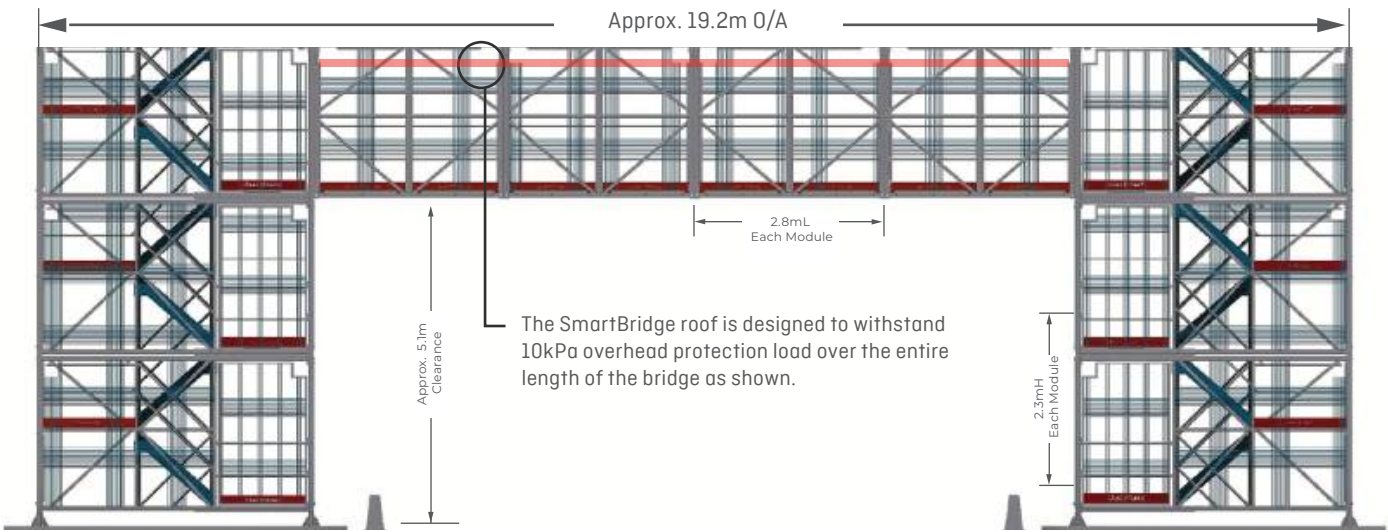 Approx. 19.2m O/A
2.8mL
Each Module
The SmartBridge roof is designed to withstand
10kPa overhead protection load over the entire
length of the bridge as shown.
Approx. 5.1m
Clearance
2.3mH
Each Module